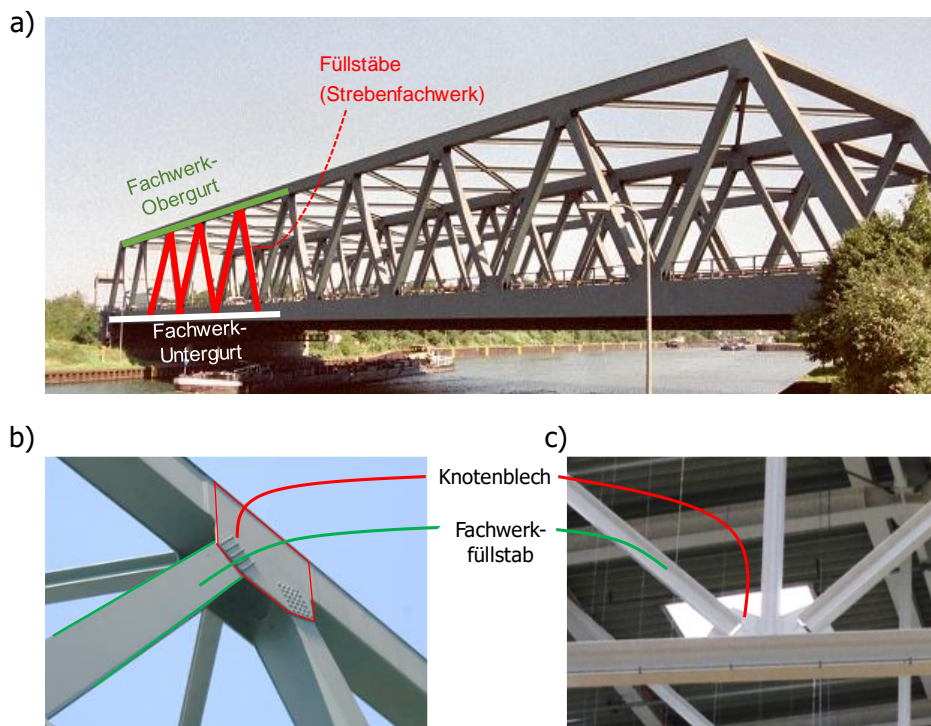 a)
Füllstäbe
(Strebenfachwerk)
Fachwerk-
Obergurt
Fachwerk-
Untergurt
b)
c)
Knotenblech
Fachwerk-
füllstab